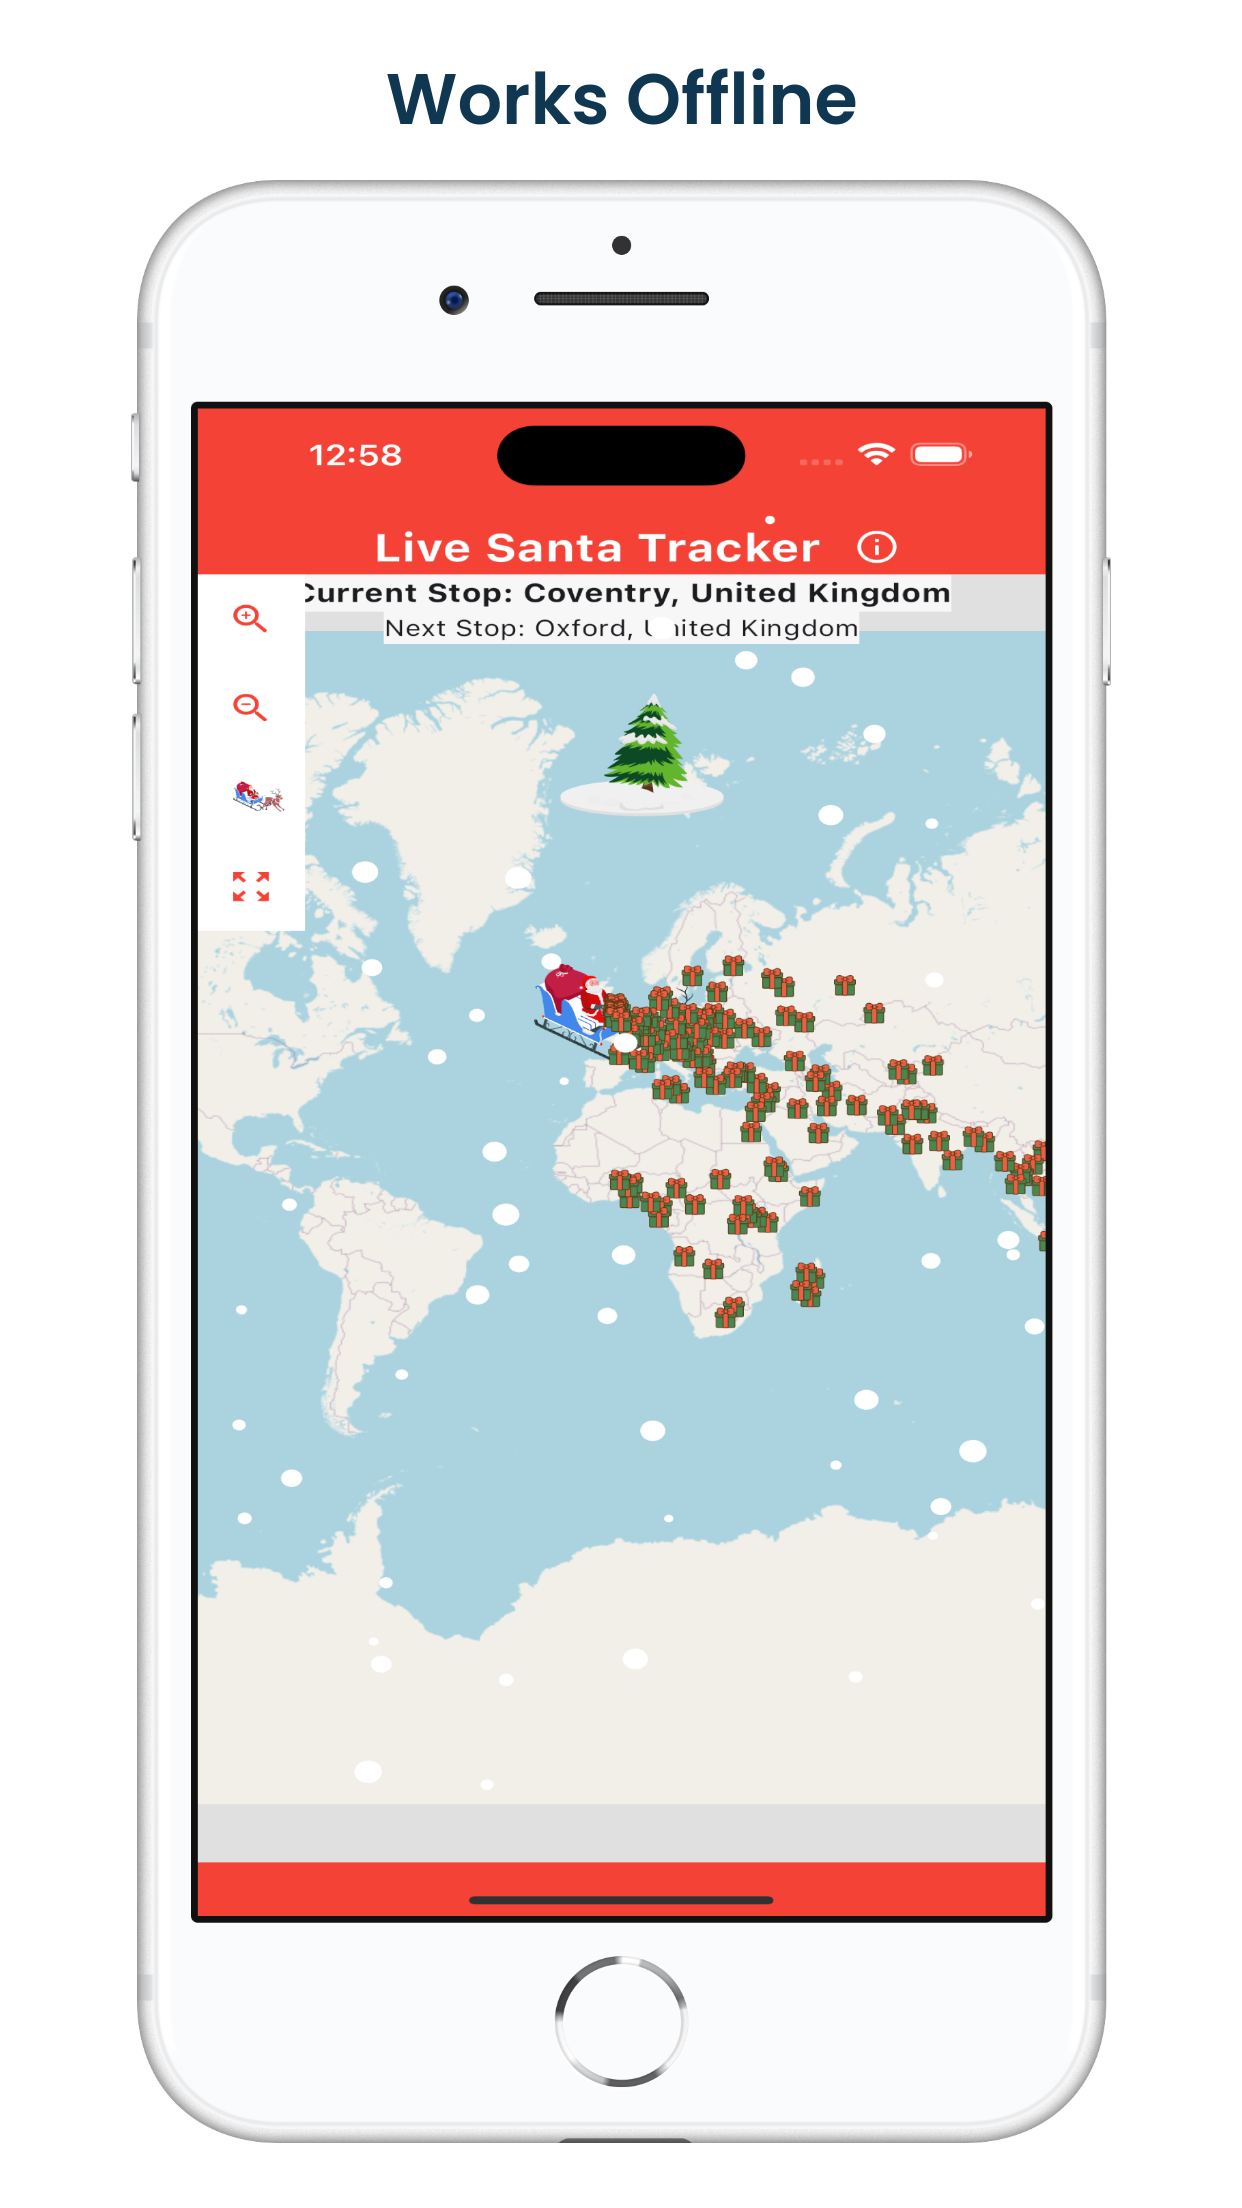 Works Offline
12:58
Live Santa Tracker
Current Stop: Coventry, United Kingdom
Next Stop: Oxford, United Kingdom